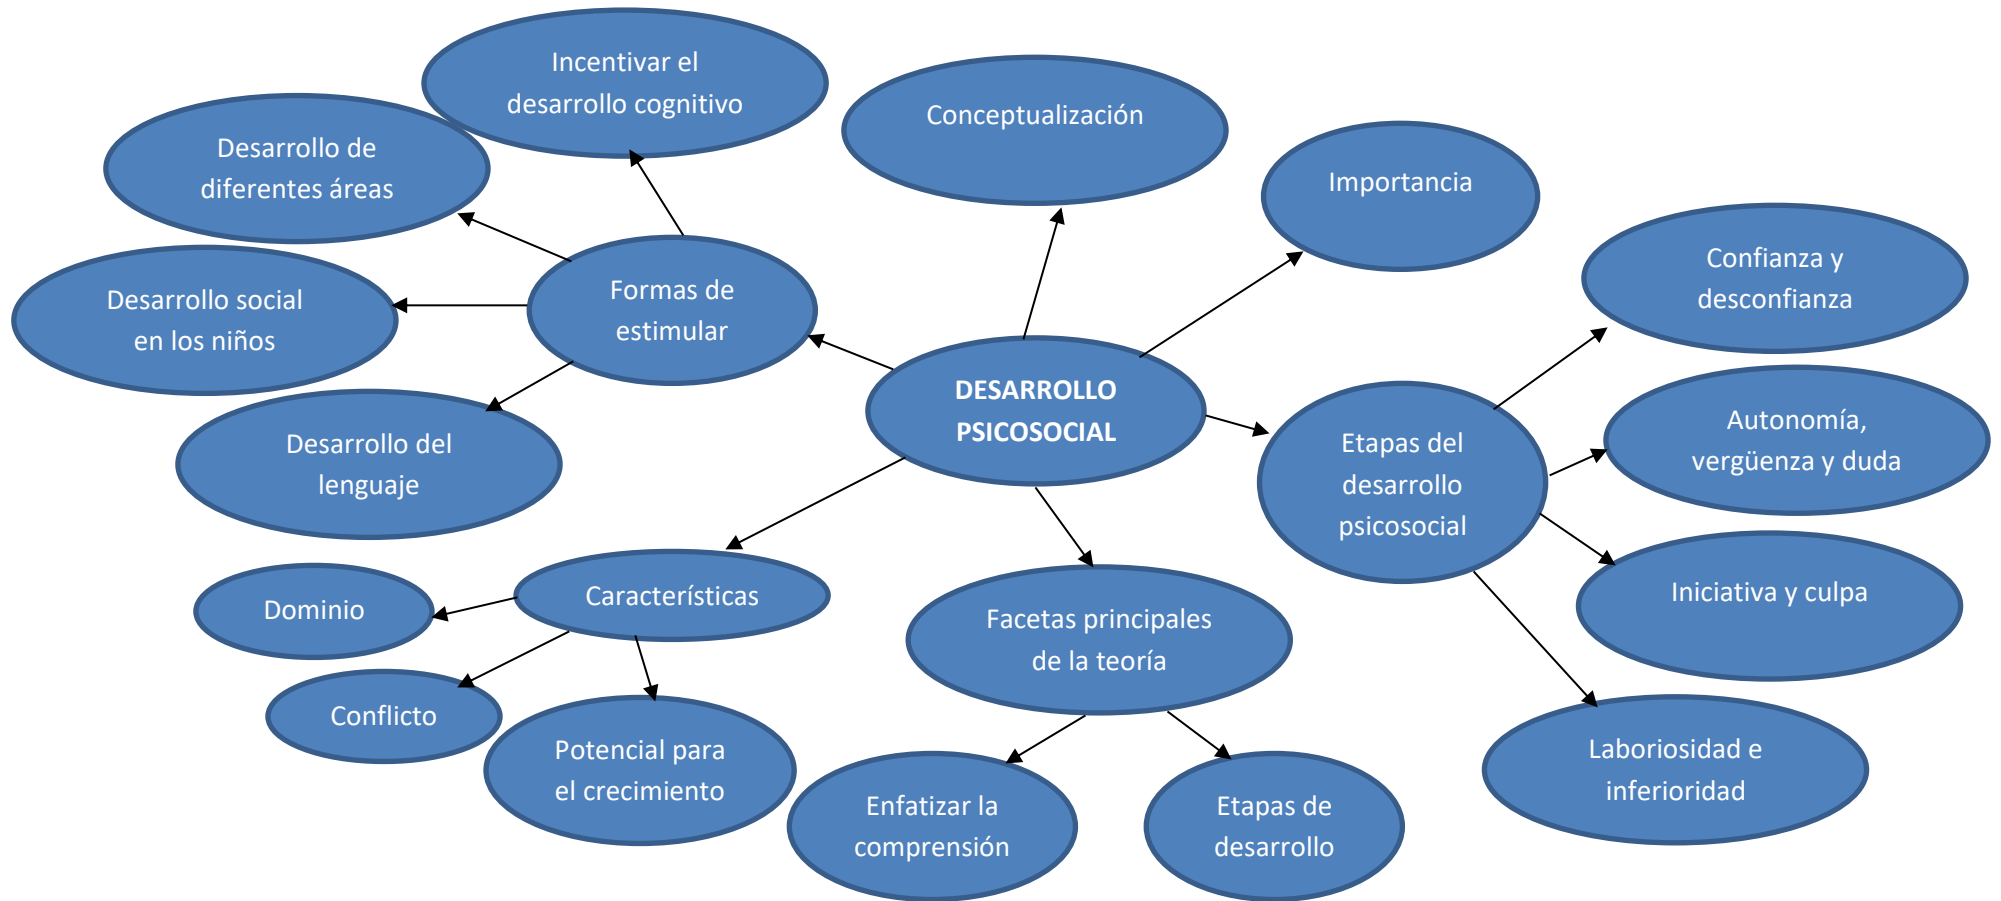 Incentivar el
desarrollo cognitivo
Conceptualización
Desarrollo de
diferentes áreas
Importancia
Confianza y
desconfianza
Formas de
estimular
Desarrollo social
en los niños
DESARROLLO
PSICOSOCIAL
Autonomía,
vergüenza y duda
Etapas del
desarrollo
psicosocial
Desarrollo del
lenguaje
Iniciativa y culpa
Características
Dominio
Facetas principales
de la teoría
Conflicto
Potencial para
el crecimiento
Laboriosidad e
inferioridad
Enfatizar la
comprensión
Etapas de
desarrollo